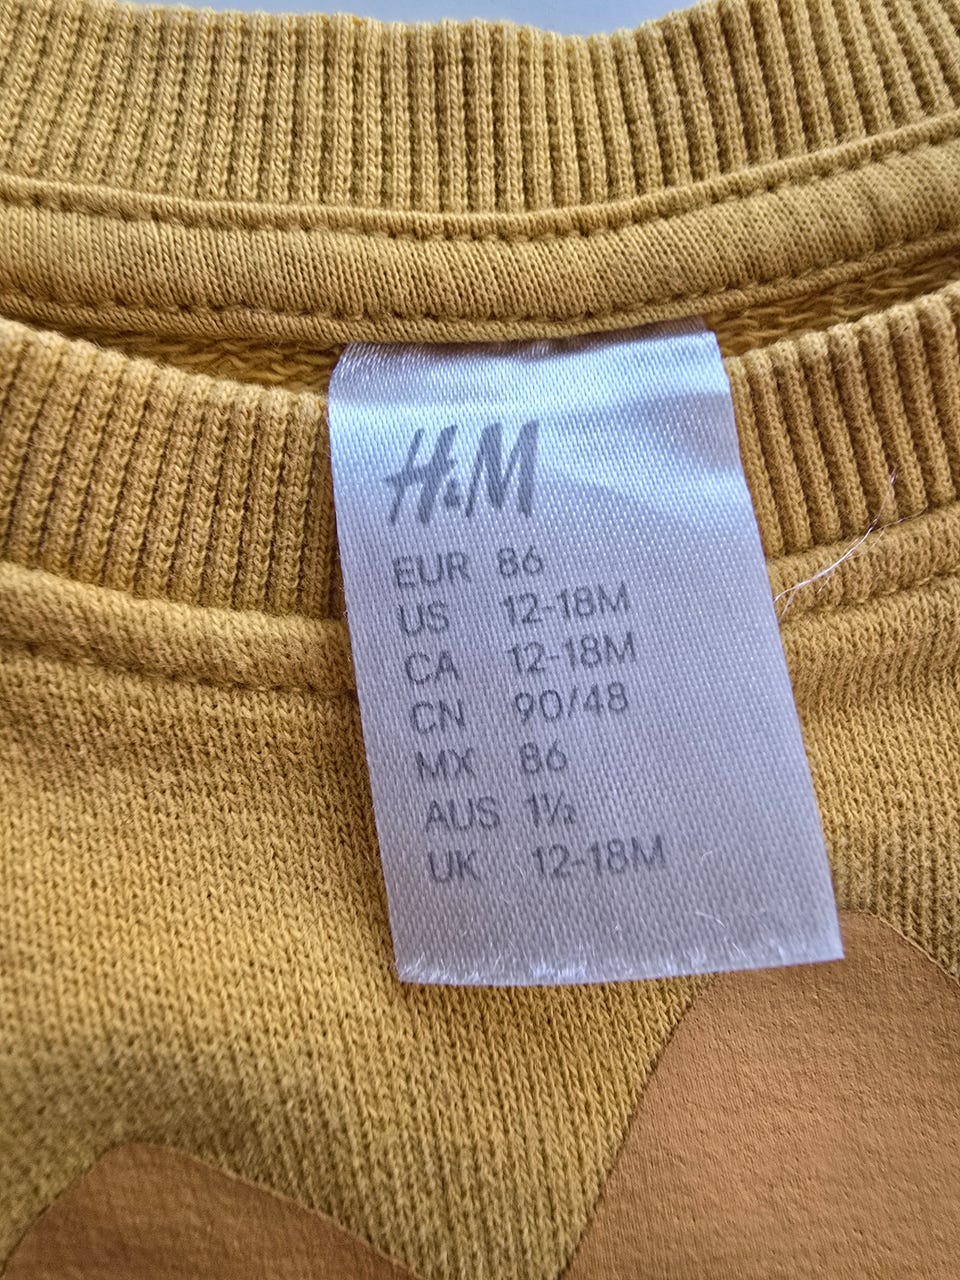 H&M
EUR 86
US 12-18M
CA 12-18M
CN 90/48
MX 86
AUS 1½
UK 12-18M